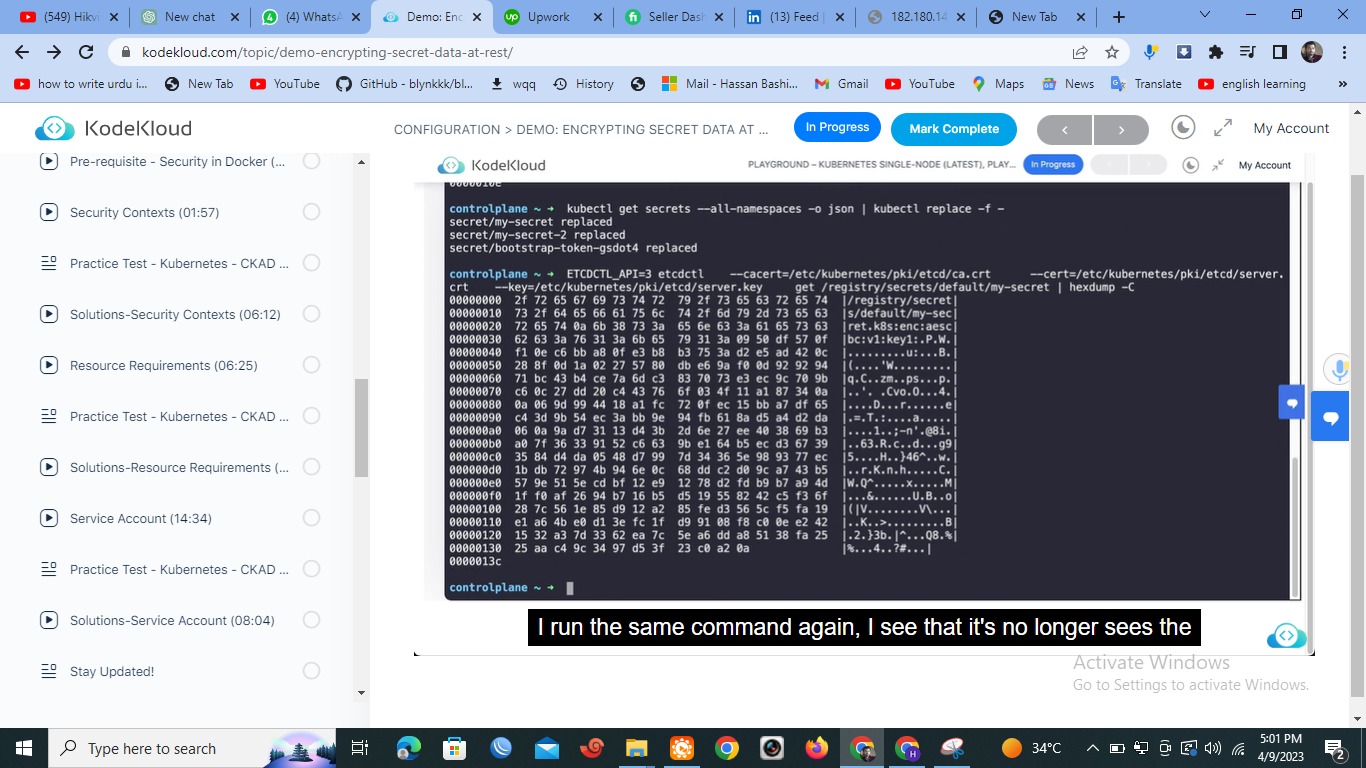 (549) Hikv
New chat
(4) WhatsA
Demo: Enc
Upwork
Seller Dash
(13) Feed |
182.180.14
New Tab
kodekloud.com/topic/demo-encrypting-secret-data-at-rest/
how to write urdu i...
New Tab
YouTube
GitHub - blynkkk/bl...
wqq
History
Mail - Hassan Bashi...
Gmail
YouTube
Maps
News
Translate
english learning
»
KodeKloud
CONFIGURATION > DEMO: ENCRYPTING SECRET DATA AT ...
In Progress
Mark Complete
My Account
Pre-requisite - Security in Docker (...
Security Contexts (01:57)
Practice Test - Kubernetes - CKAD ...
Solutions-Security Contexts (06:12)
Resource Requirements (06:25)
Practice Test - Kubernetes - CKAD ...
Solutions-Resource Requirements (...
Service Account (14:34)
Practice Test - Kubernetes - CKAD ...
Solutions-Service Account (08:04)
Stay Updated!
KodeKloud
PLAYGROUND – KUBERNETES SINGLE-NODE (LATEST), PLAY...
In Progress
My Account
0000010e
controlplane ~ ➜ kubectl get secrets --all-namespaces -o json | kubectl replace -f -
secret/my-secret replaced
secret/my-secret-2 replaced
secret/bootstrap-token-gsdot4 replaced
controlplane ~ ➜ ETCDCTL_API=3 etcdctl --cacert=/etc/kubernetes/pki/etcd/ca.crt --cert=/etc/kubernetes/pki/etcd/server.
crt --key=/etc/kubernetes/pki/etcd/server.key get /registry/secrets/default/my-secret | hexdump -C
00000000 2f 72 65 67 69 73 74 72 79 2f 73 65 63 72 65 74 |/registry/secret|
00000010 73 2f 64 65 66 61 75 6c 74 2f 6d 79 2d 73 65 63 |s/default/my-sec|
00000020 72 65 74 0a 6b 38 73 3a 65 6e 63 3a 61 65 73 63 |ret.k8s:enc:aesc|
00000030 62 63 3a 76 31 3a 6b 65 79 31 3a 09 50 df 57 0f |bc:v1:key1:.P.W.|
00000040 f1 0e c6 bb a8 0f e3 b8 b3 75 3a d2 e5 ad 42 0c |.........u:...B.|
00000050 28 8f 0d 1a 02 27 57 80 db e6 9a f0 0d 92 92 94 |(....'W.........|
00000060 71 bc 43 b4 ce 7a 6d c3 83 70 73 e3 ec 9c 70 9b |q.C..zm..ps...p.|
00000070 c6 0c 27 dd 20 c4 43 76 6f 03 4f 11 a1 87 34 0a |..'. .Cvo.O...4.|
00000080 0a 06 9d 99 44 18 a1 fc 72 0f ec 15 bb a7 df 65 |....D...r......e|
00000090 c4 3d 9b 54 ec 3a bb 9e 94 fb 61 8a d5 a4 d2 da |.=.T.:....a.....|
000000a0 06 0a 9a d7 31 13 d4 3b 2d 6e 27 ee 40 38 69 b3 |....1..;-n'.@8i.|
000000b0 a0 7f 36 33 91 52 c6 63 9b e1 64 b5 ec d3 67 39 |..63.R.c..d...g9|
000000c0 35 84 d4 da 05 48 d7 99 7d 34 36 5e 98 93 77 ec |5....H..}46^..w.|
000000d0 1b db 72 97 4b 94 6e 0c 68 dd c2 d0 9c a7 43 b5 |..r.K.n.h.....C.|
000000e0 57 9e 51 5e cd bf 12 e9 12 78 d2 fd b9 b7 a9 4d |W.Q^.....x.....M|
000000f0 1f f0 af 26 94 b7 16 b5 d5 19 55 82 42 c5 f3 6f |...&......U.B..o|
00000100 28 7c 56 1e 85 d9 12 a2 85 fe d3 56 5c f5 fa 19 |(|V........V\...|
00000110 e1 a6 4b e0 d1 3e fc 1f d9 91 08 f8 c0 0e e2 42 |..K..>.........B|
00000120 15 32 a3 7d 33 62 ea 7c 5e a6 dd a8 51 38 fa 25 |.2.}3b.|^...Q8.%|
00000130 25 aa c4 9c 34 97 d5 3f 23 c0 a2 0a |%...4..?#...|
0000013c
controlplane ~ ➜
I run the same command again, I see that it's no longer sees the
Activate Windows
Go to Settings to activate Windows.
Type here to search
34°C
5:01 PM
4/9/2023
2